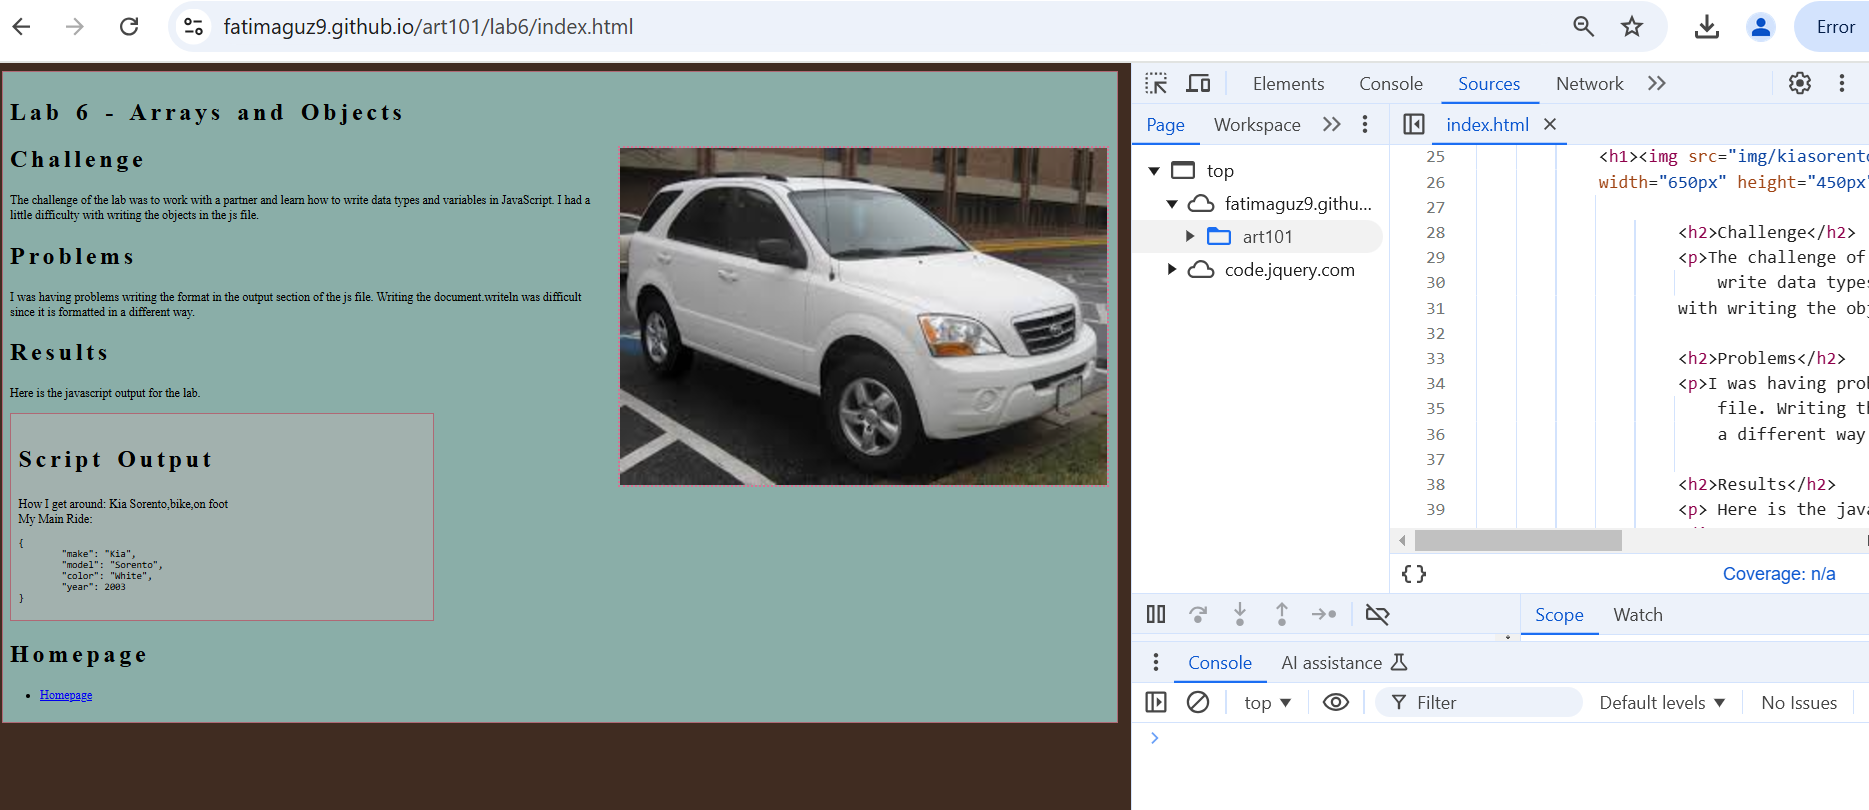 fatimaguz9.github.io/art101/lab6/index.html
Error
Lab 6 - Arrays and Objects
Challenge
The challenge of the lab was to work with a partner and learn how to write data types and variables in JavaScript. I had a
little difficulty with writing the objects in the js file.
Problems
I was having problems writing the format in the output section of the js file. Writing the document.writeln was difficult
since it is formatted in a different way.
Results
Here is the javascript output for the lab.
Script Output
How I get around: Kia Sorento,bike,on foot
My Main Ride:
{
"make": "Kia",
"model": "Sorento",
"color": "White",
"year": 2003
}
Homepage
Homepage
Elements Console Sources Network
Page Workspace
index.html
top
fatimaguz9.githu...
art101
code.jquery.com
25 <h1><img src="img/kiasorento
26 width="650px" height="450px"
27
28 <h2>Challenge</h2>
29 <p>The challenge of
30 write data types
31 with writing the obj
32
33 <h2>Problems</h2>
34 <p>I was having prob
35 file. Writing th
36 a different way
37
38 <h2>Results</h2>
39 <p> Here is the java
{} Coverage: n/a
Scope Watch
Console AI assistance
top Filter Default levels No Issues